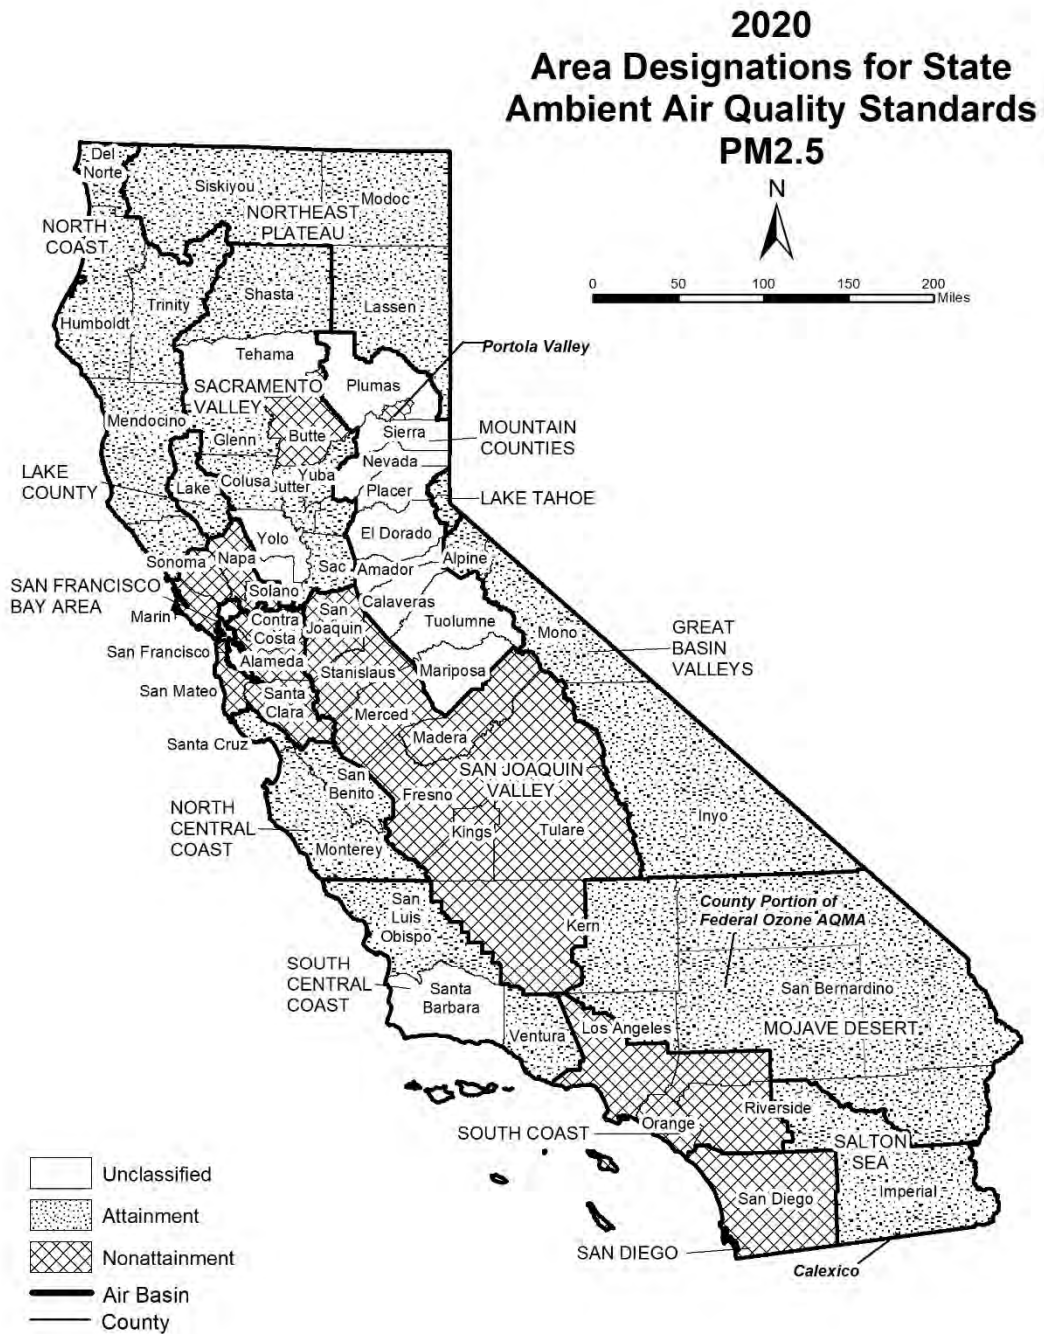 2020
Area Designations for State
Ambient Air Quality Standards
PM2.5
N
0 50 100 150 200
Miles
Del
Norte
Siskiyou
Modoc
NORTHEAST
PLATEAU
NORTH
COAST
Shasta
Trinity
Lassen
Humboldt
Portola Valley
Tehama
Plumas
SACRAMENTO
VALLEY
Mendocino
Butte
Glenn
Sierra
MOUNTAIN
COUNTIES
Nevada
LAKE
COUNTY
Lake
Colusa
Yuba
utter
Placer
LAKE TAHOE
Yolo
El Dorado
Sonoma
Napa
Sac
Amador
Alpine
SAN FRANCISCO
BAY AREA
Solano
Marin
Contra
Costa
San
Joaquin
Calaveras
Tuolumne
Mono
GREAT
BASIN
VALLEYS
San Francisco
Alameda
Stanislaus
Mariposa
San Mateo
Santa
Clara
Merced
Santa Cruz
Madera
San
Benito
SAN JOAQUIN
VALLEY
Fresno
NORTH
CENTRAL
COAST
Monterey
Kings
Tulare
Inyo
San
Luis
Obispo
Kern
County Portion of
Federal Ozone AQMA
SOUTH
CENTRAL
COAST
Santa
Barbara
San Bernardino
Ventura
Los Angeles
MOJAVE DESERT
SOUTH COAST
Orange
Riverside
SALTON
SEA
San Diego
Imperial
SAN DIEGO
Calexico
Unclassified
Attainment
Nonattainment
Air Basin
County